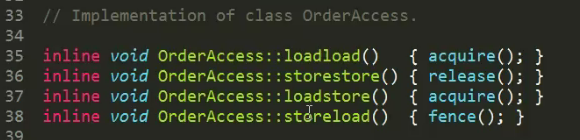 33 // Implementation of class OrderAccess.
34
35 inline void OrderAccess::loadload()   { acquire(); }
36 inline void OrderAccess::storestore() { release(); }
37 inline void OrderAccess::loadstore()  { acquire(); }
38 inline void OrderAccess::storeload()  { fence(); }
39